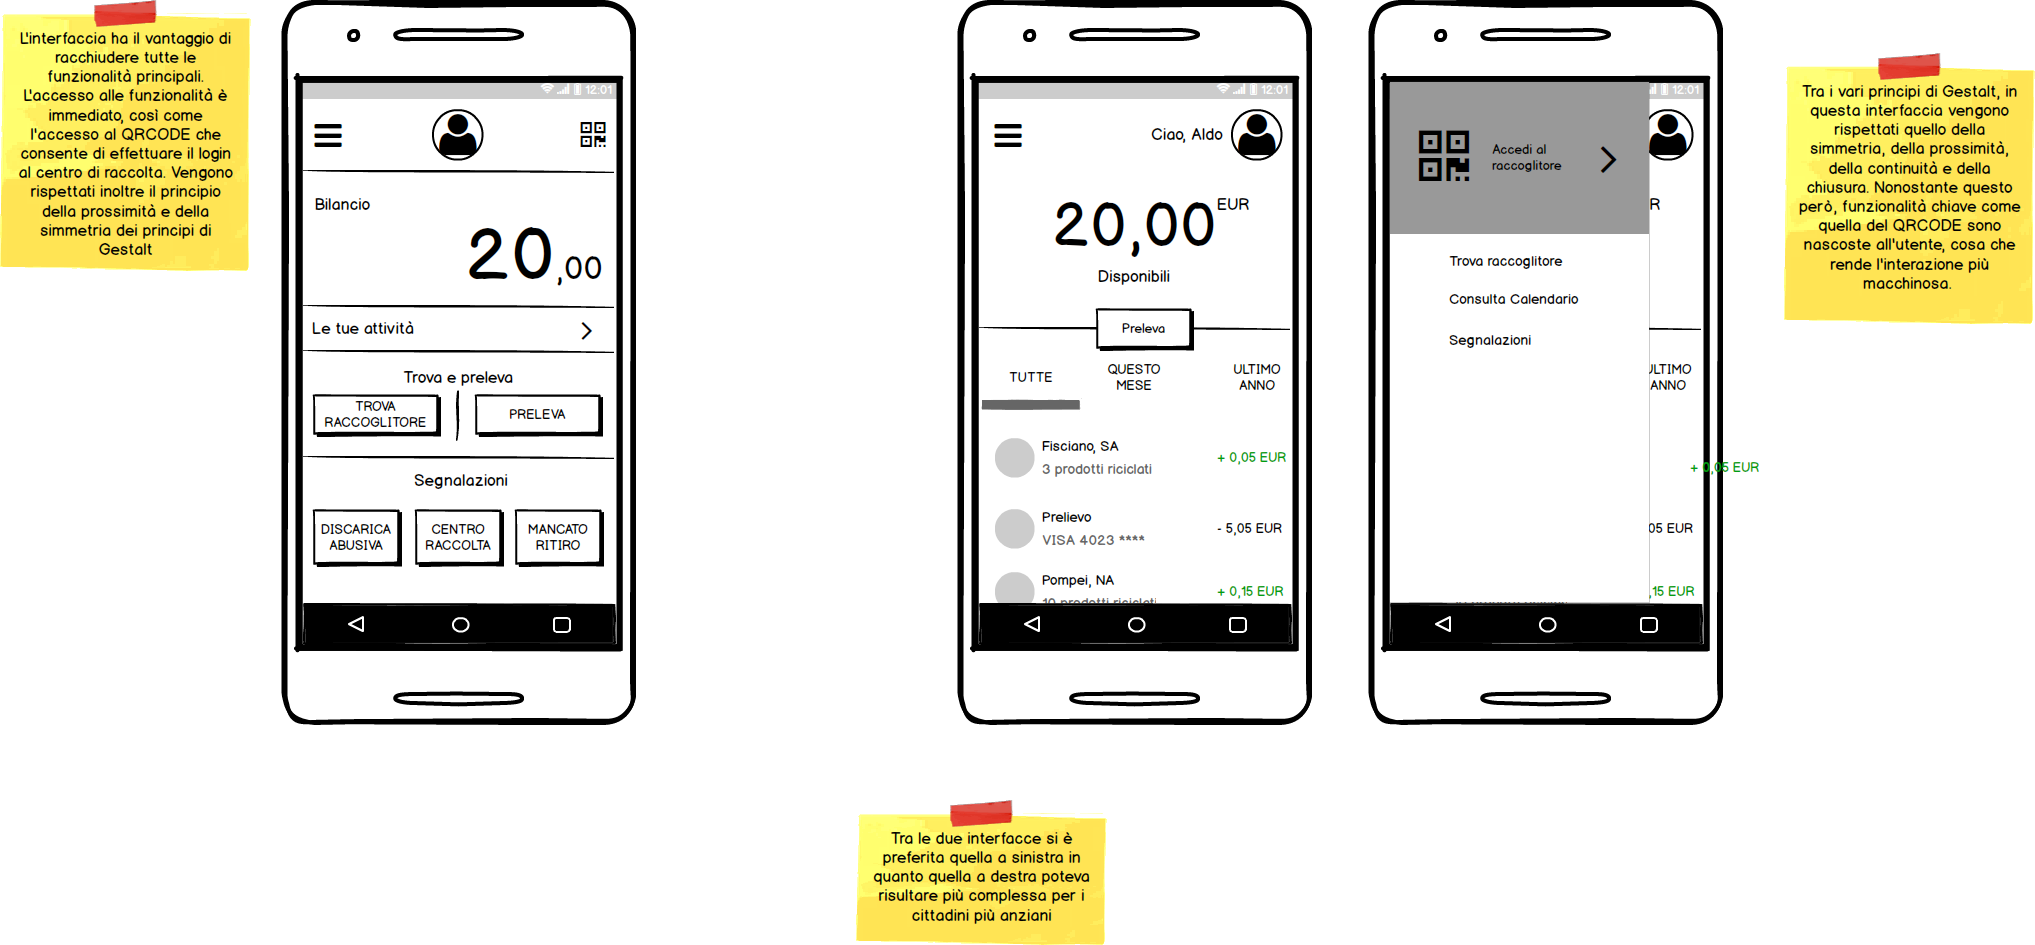 L'interfaccia ha il vantaggio di
racchiudere tutte le
funzionalità principali.
L'accesso alle funzionalità è
immediato, così come
l'accesso al QRCODE che
consente di effettuare il login
al centro di raccolta. Vengono
rispettati inoltre il principio
della prossimità e della
simmetria dei principi di
Gestalt
12:01
Bilancio
20,00
Le tue attività
Trova e preleva
TROVA
RACCOGLITORE
PRELEVA
Segnalazioni
DISCARICA
ABUSIVA
CENTRO
RACCOLTA
MANCATO
RITIRO
12:01
Ciao, Aldo
20,00 EUR
Disponibili
Preleva
TUTTE
QUESTO
MESE
ULTIMO
ANNO
Fisciano, SA
3 prodotti riciclati
+ 0,05 EUR
Prelievo
VISA 4023 ****
- 5,05 EUR
Pompei, NA
10 prodotti riciclati
+ 0,15 EUR
12:01
Accedi al
raccoglitore
R
Trova raccoglitore
Consulta Calendario
Segnalazioni
ULTIMO
ANNO
+ 0,05 EUR
05 EUR
,15 EUR
Tra i vari principi di Gestalt, in
questa interfaccia vengono
rispettati quello della
simmetria, della prossimità,
della continuità e della
chiusura. Nonostante questo
però, funzionalità chiave come
quella del QRCODE sono
nascoste all'utente, cosa che
rende l'interazione più
macchinosa.
Tra le due interfacce si è
preferita quella a sinistra in
quanto quella a destra poteva
risultare più complessa per i
cittadini più anziani